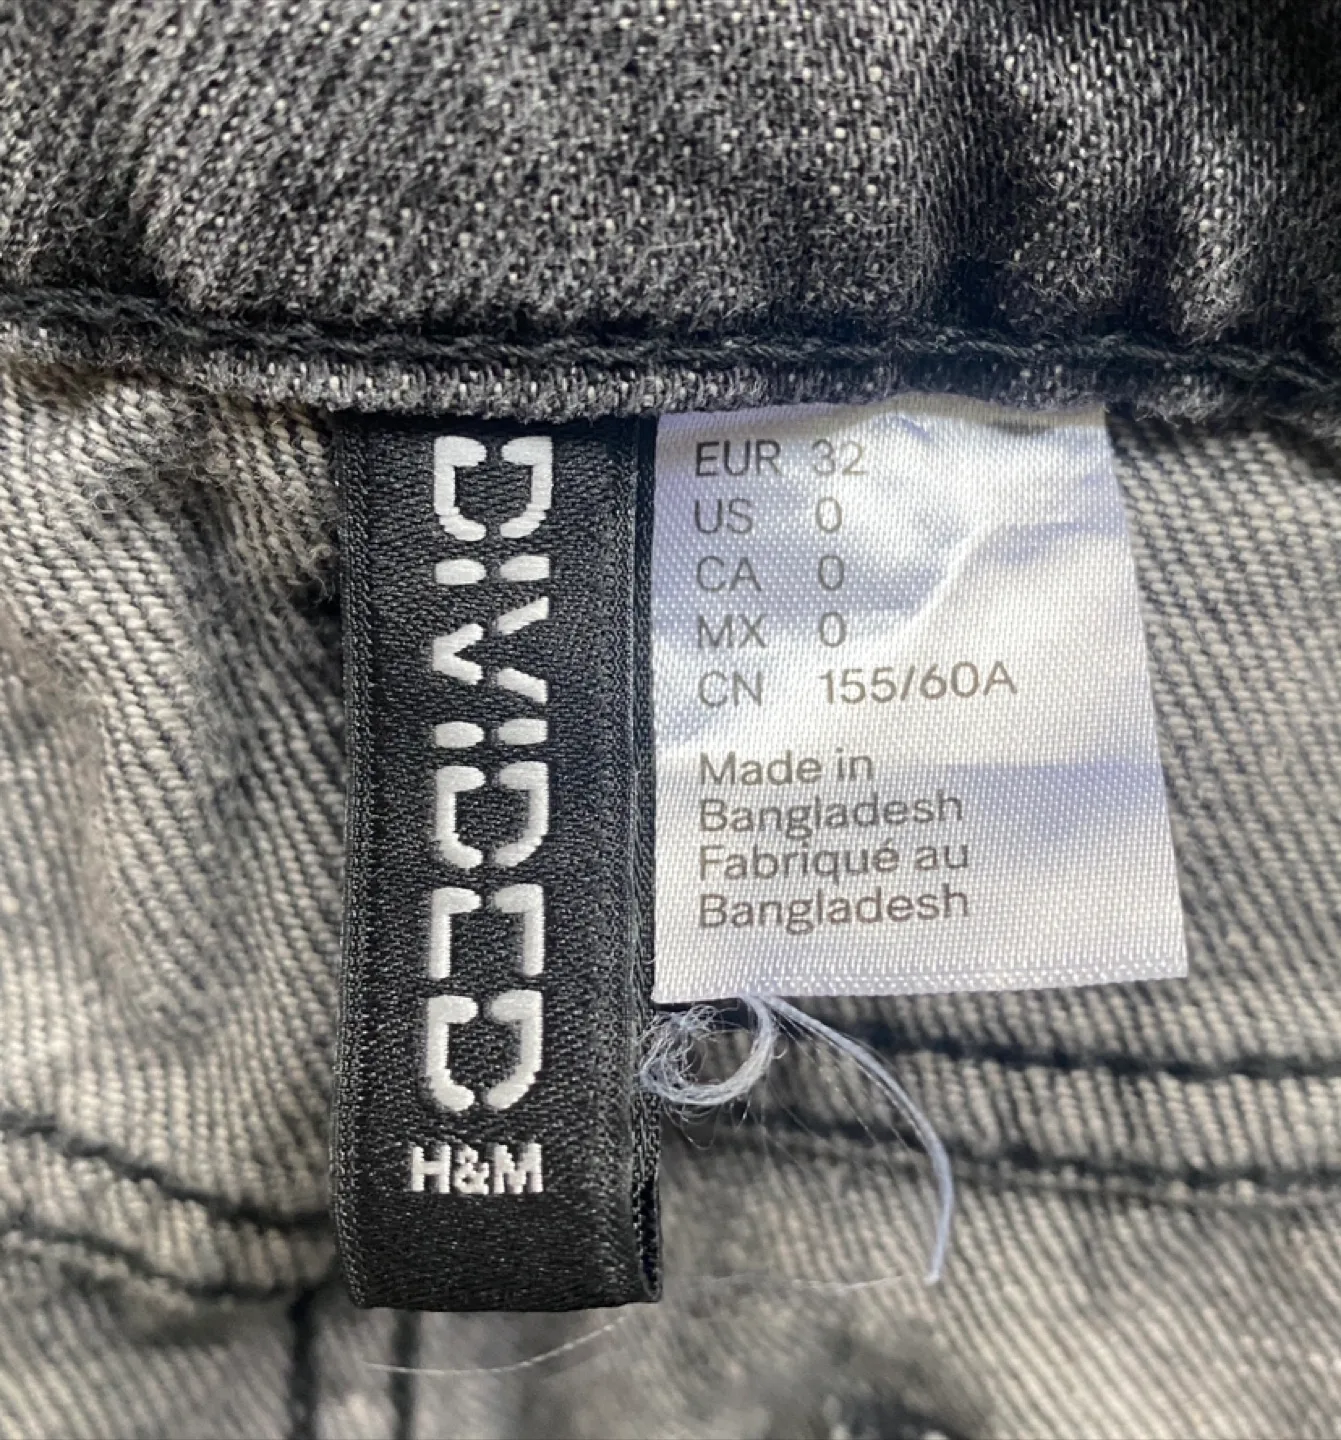 DIVIDED
H&M
EUR 32
US 0
CA 0
MX 0
CN 155/60A
Made in
Bangladesh
Fabriqué au
Bangladesh